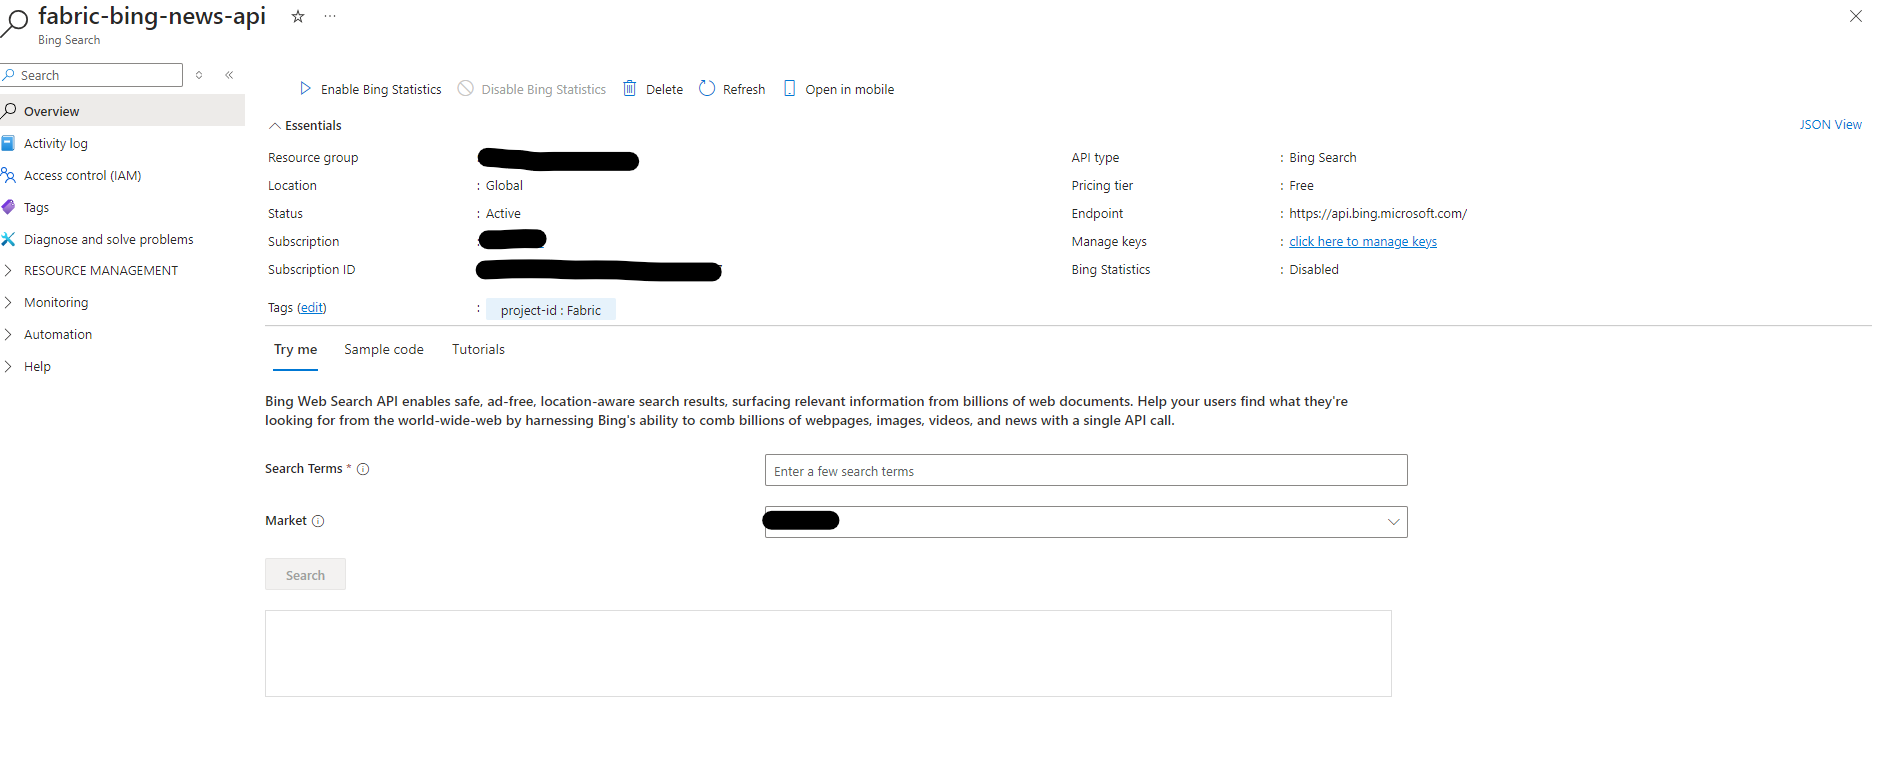 fabric-bing-news-api
Bing Search
Search
Overview
Activity log
Access control (IAM)
Tags
Diagnose and solve problems
RESOURCE MANAGEMENT
Monitoring
Automation
Help
Enable Bing Statistics
Disable Bing Statistics
Delete
Refresh
Open in mobile
Essentials
JSON View
Resource group
Location : Global
Status : Active
Subscription :
Subscription ID
Tags (edit) : project-id : Fabric
API type : Bing Search
Pricing tier : Free
Endpoint : https://api.bing.microsoft.com/
Manage keys : click here to manage keys
Bing Statistics : Disabled
Try me
Sample code
Tutorials
Bing Web Search API enables safe, ad-free, location-aware search results, surfacing relevant information from billions of web documents. Help your users find what they're
looking for from the world-wide-web by harnessing Bing's ability to comb billions of webpages, images, videos, and news with a single API call.
Search Terms *
Enter a few search terms
Market
Search